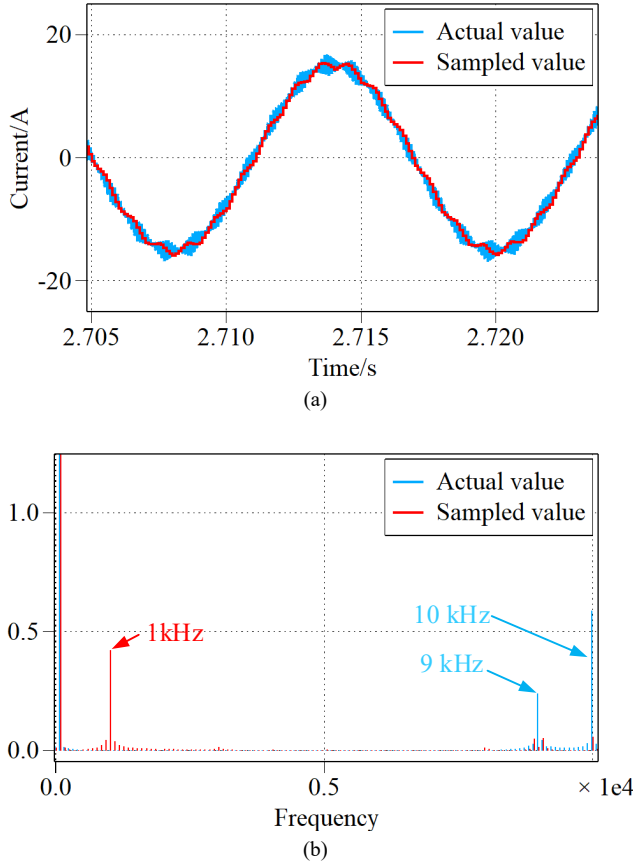 20
Actual value
Sampled value
Current/A
0
-20
2.705
2.710
2.715
2.720
Time/s
(a)
Actual value
Sampled value
1.0
1kHz
10 kHz
0.5
9 kHz
0.0
0.0
0.5
× 1e4
Frequency
(b)